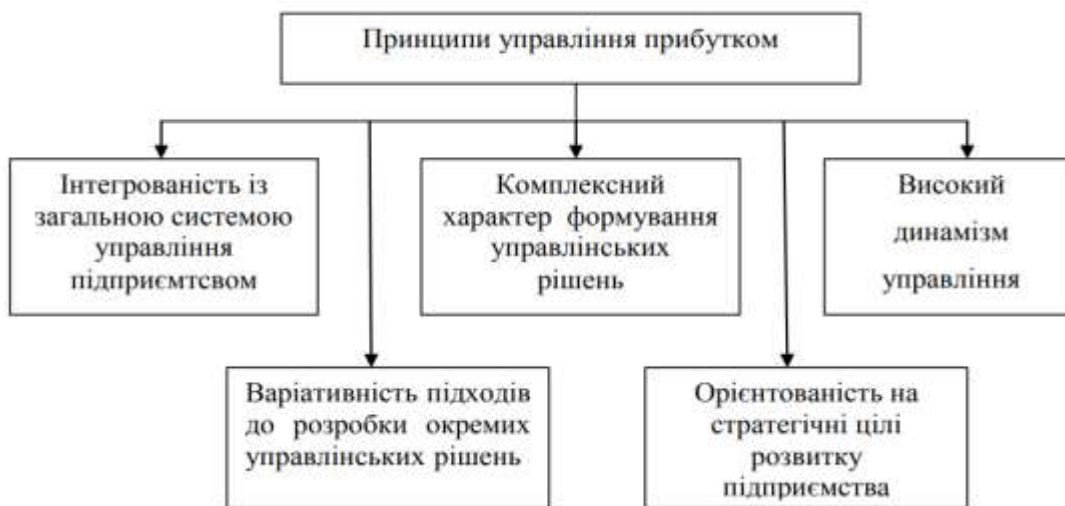 Принципи управління прибутком
Інтегрованість із
загальною системою
управління
підприємтсвом
Комплексний
характер формування
управлінських
рішень
Високий
динамізм
управління
Варіативність підходів
до розробки окремих
управлінських рішень
Орієнтованість на
стратегічні цілі
розвитку
підприємства